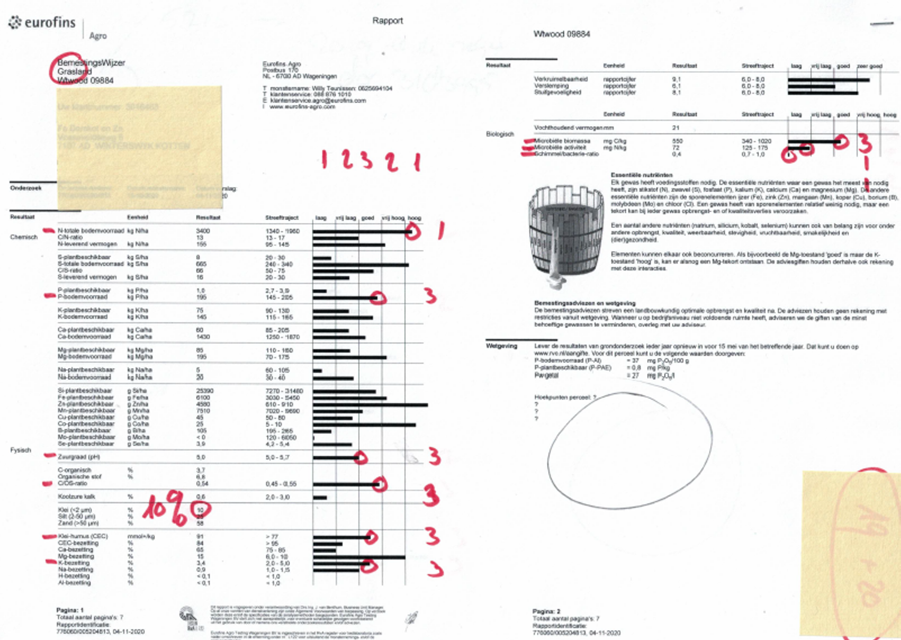 eurofins
Agro
Rapport
BemestingsWijzer
Grasland
Wtwood 09884
Eurofins Agro
Postbus 170
NL - 6700 AD Wageningen
T monstername: Willy Teunissen: 0625694104
T klantenservice: 088 876 1010
E klantenservice.agro@eurofins.com
I www.eurofins-agro.com
1 2 3 2 1
Onderzoek
Resultaat Eenheid Resultaat Streeftraject laag vrij laag goed vrij hoog hoog
Chemisch
N-totale bodemvoorraad kg N/ha 3400 1340 - 1960 1
C/N-ratio 13 13 - 17
N-leverend vermogen kg N/ha 155 95 - 145
S-plantbeschikbaar kg S/ha 8 20 - 30
S-totale bodemvoorraad kg S/ha 665 240 - 340
C/S-ratio 66 50 - 75
S-leverend vermogen kg S/ha 16 20 - 30
P-plantbeschikbaar kg P/ha 1,0 2,7 - 3,9
P-bodemvoorraad kg P/ha 195 145 - 205 3
K-plantbeschikbaar kg K/ha 75 90 - 130
K-bodemvoorraad kg K/ha 145 115 - 165
Ca-plantbeschikbaar kg Ca/ha 60 85 - 205
Ca-bodemvoorraad kg Ca/ha 1430 1250 - 1870
Mg-plantbeschikbaar kg Mg/ha 85 110 - 180
Mg-bodemvoorraad kg Mg/ha 195 70 - 175
Na-plantbeschikbaar kg Na/ha 5 60 - 105
Na-bodemvoorraad kg Na/ha 30 - 40
Si-plantbeschikbaar g Si/ha 25390 7270 - 31480
Fe-plantbeschikbaar g Fe/ha 6100 3030 - 5450
Zn-plantbeschikbaar g Zn/ha 4580 610 - 910
Mn-plantbeschikbaar g Mn/ha 7510 7020 - 8690
Cu-plantbeschikbaar g Cu/ha 45 50 - 80
Co-plantbeschikbaar g Co/ha 25 5 - 10
B-plantbeschikbaar g B/ha 105 195 - 265
Mo-plantbeschikbaar g Mo/ha < 0 120 - 6050
Se-plantbeschikbaar g Se/ha 3,9 4,2 - 5,4
Fysisch
Zuurgraad (pH) 5,0 5,0 - 5,7 3
C-organisch % 3,7
Organische stof % 6,8
C/OS-ratio 0,54 0,45 - 0,55 3
Koolzure kalk % 0,6 2,0 - 3,0 3
Klei (<2 µm) % 10 10%
Silt (2-50 µm) %
Zand (>50 µm) % 58
Klei-humus (CEC) mmol+/kg 91 > 77 3
CEC-bezetting % 84 > 95
Ca-bezetting % 65 75 - 85
Mg-bezetting % 15 6,0 - 10
K-bezetting % 3,4 2,0 - 5,0 3
Na-bezetting % 0,9 1,0 - 1,5
H-bezetting % < 0,1 < 1,0
Al-bezetting % < 0,1 < 1,0
Pagina: 1
Totaal aantal pagina's: 7
Rapportidentificatie
776060/005204813, 04-11-2020
Wtwood 09884
Resultaat Eenheid Resultaat Streeftraject laag vrij laag goed zeer goed
Verkruimelbaarheid rapportcijfer 9,1 6,0 - 8,0
Verslemping rapportcijfer 6,1 6,0 - 8,0
Stuifgevoeligheid rapportcijfer 8,1 6,0 - 8,0
laag vrij laag goed vrij hoog hoog
Vochthoudend vermogen mm 21
Biologisch
Microbiële biomassa mg C/kg 550 340 - 1020 3
Microbiële activiteit mg N/kg 72 125 - 175 1
Schimmel/bacterie-ratio 0,4 0,7 - 1,0 1
Essentiële nutriënten
Elk gewas heeft voedingsstoffen nodig. De essentiële nutriënten waar een gewas het meest van nodig
heeft, zijn stikstof (N), zwavel (S), fosfaat (P), kalium (K), calcium (Ca) en magnesium (Mg). De andere
essentiële nutriënten zijn de sporenelementen ijzer (Fe), zink (Zn), mangaan (Mn), koper (Cu), borium (B),
molybdeen (Mo) en chloor (Cl). Een gewas heeft van sporenelementen relatief weinig nodig, maar een
tekort kan bij ieder gewas opbrengst- en of kwaliteitsverlies veroorzaken.
Een aantal andere nutriënten (natrium, silicium, kobalt, selenium) kunnen ook van belang zijn voor onder
andere opbrengst, kwaliteit, weerbaarheid, stevigheid, vruchtbaarheid, smakelijkheid en
(dier)gezondheid.
Elementen kunnen elkaar ook beconcurreren. Als bijvoorbeeld de Mg-toestand 'goed' is maar de K-
toestand 'hoog' is, kan er alsnog een Mg-tekort ontstaan. De adviesgiften houden derhalve ook rekening
met deze interacties.
Bemestingsadviezen en wetgeving
De bemestingsadviezen streven een landbouwkundig optimale opbrengst en kwaliteit na. Deze adviezen houden geen rekening met
restricties vanuit wetgeving. Wanneer u op bedrijfsniveau niet voldoende ruimte heeft, adviseren we de giften van de minst
behoeftige gewassen te verminderen, overleg met uw adviseur.
Wetgeving
Lever de resultaten van grondonderzoek ieder jaar opnieuw in voor 15 mei van het betreffende jaar. Dat kunt u doen
op www.rvo.nl/aangifte. Voor dit perceel kunt u de volgende waarden doorgeven:
P-bodemvoorraad (P-Al) = 37 mg P₂O₅/100 g
P-plantbeschikbaar (P-PAE) = 0,8 mg P/kg
Pw-getal = 27 mg P₂O₅/l
Hoekpunten perceel: ?
?
?
?
19 + 20
Pagina: 2
Totaal aantal pagina's: 7
Rapportidentificatie
776060/005204813, 04-11-2020